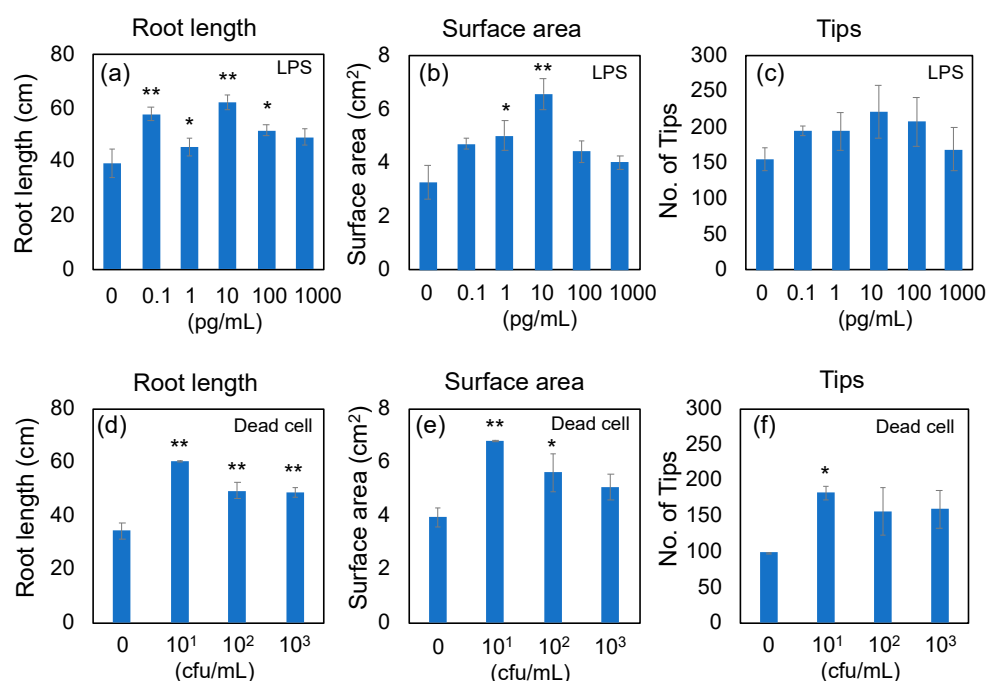 Root length
Surface area
Tips
(a)
LPS
**
*
**
*
Root length (cm)
80
60
40
20
0
0 0.1 1 10 100 1000
(pg/mL)
(b)
LPS
*
**
Surface area (cm²)
8
6
4
2
0
0 0.1 1 10 100 1000
(pg/mL)
(c)
LPS
No. of Tips
300
250
200
150
100
50
0
0 0.1 1 10 100 1000
(pg/mL)
Root length
Surface area
Tips
(d)
Dead cell
**
**
**
Root length (cm)
80
60
40
20
0
0 10¹ 10² 10³
(cfu/mL)
(e)
Dead cell
**
*
Surface area (cm²)
8
6
4
2
0
0 10¹ 10² 10³
(cfu/mL)
(f)
Dead cell
*
No. of Tips
300
250
200
150
100
50
0
0 10¹ 10² 10³
(cfu/mL)